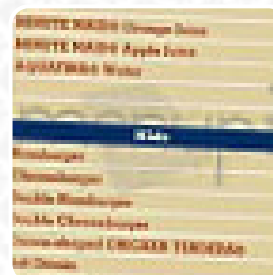 MINUTE MAID® Orange Juice
MINUTE MAID® Apple Juice
AQUAFINA® Water
Kids
Hamburger
Cheeseburger
Double Hamburger
Double Cheeseburger
CHICKEN TENDERS®